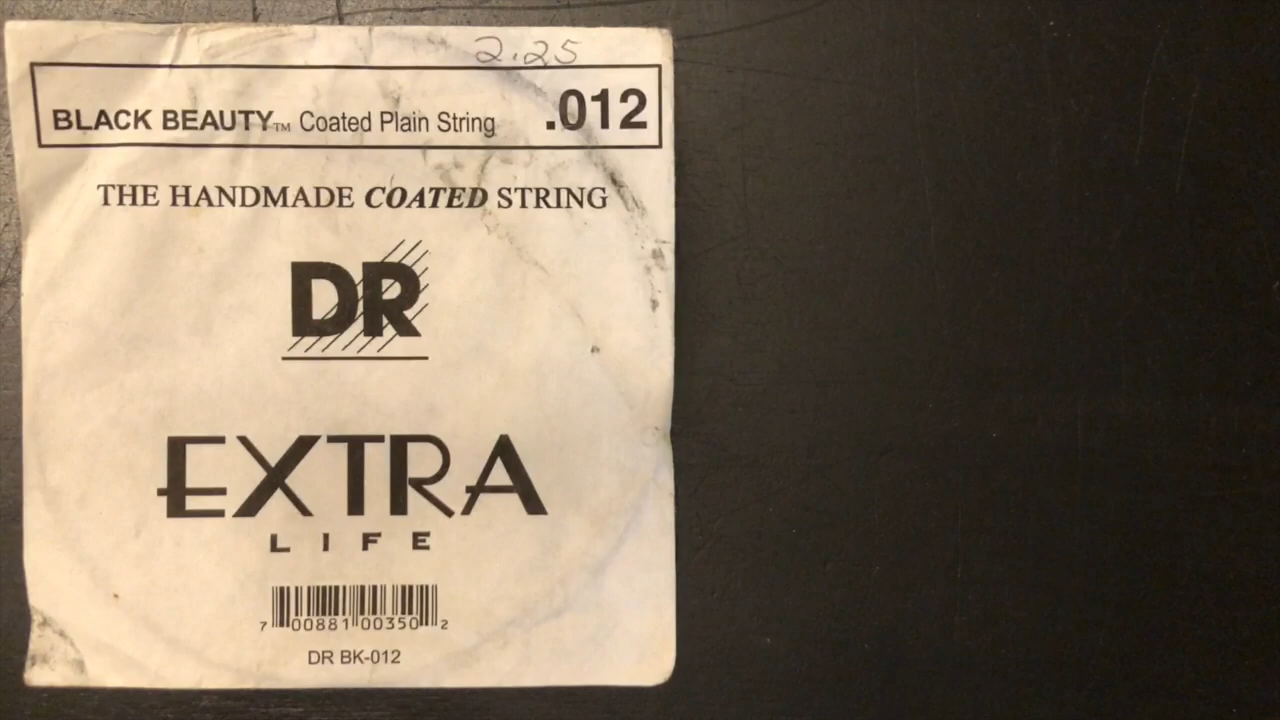 2.25
BLACK BEAUTY™ Coated Plain String .012
THE HANDMADE COATED STRING
DR
EXTRA
LIFE
7 00881 00350 2
DR BK-012